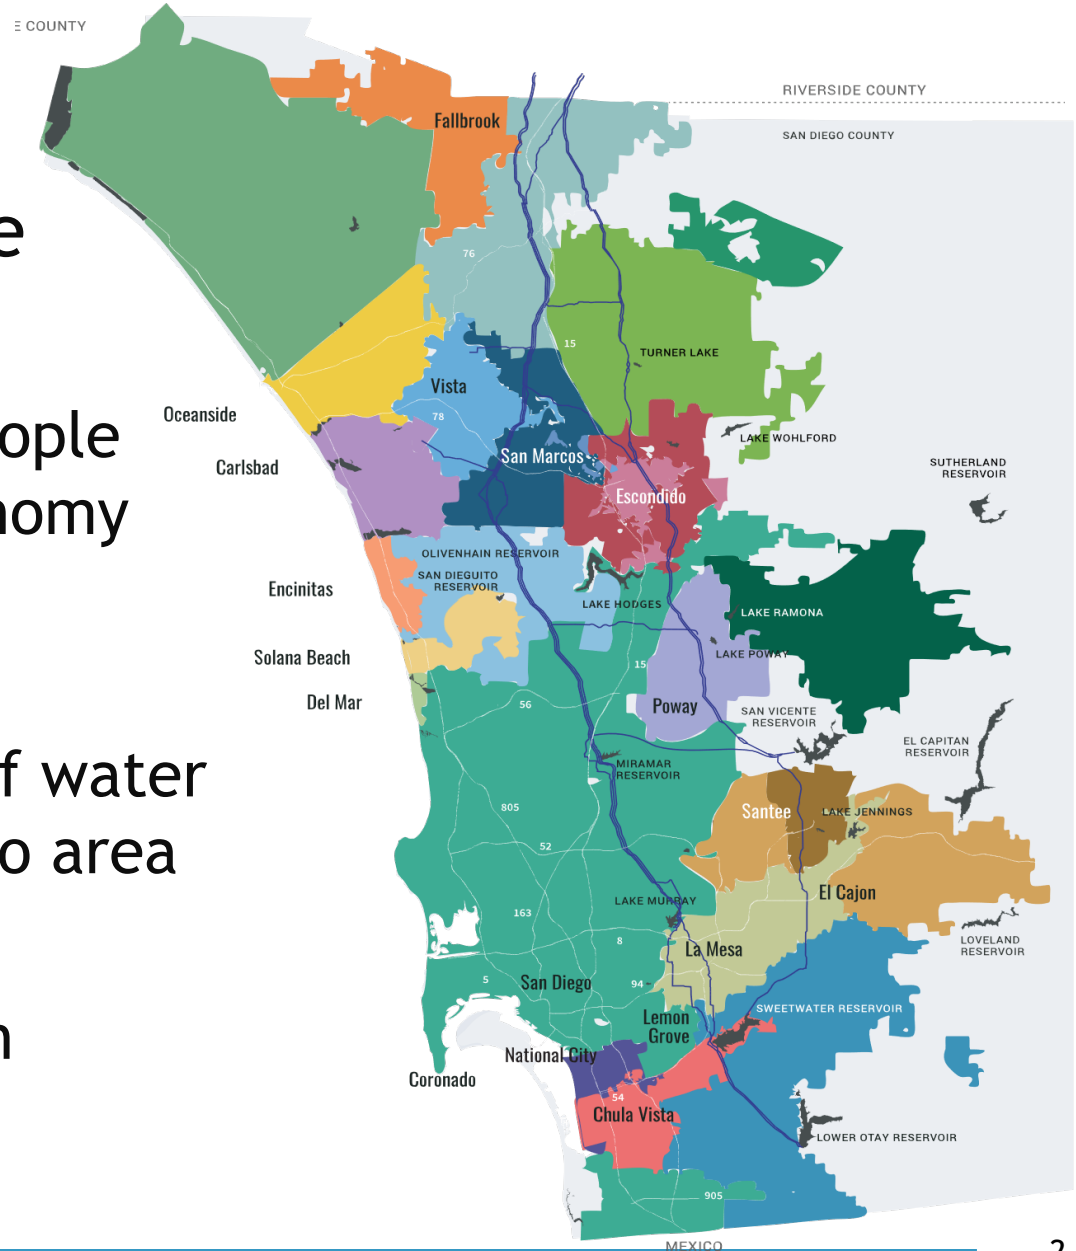 E COUNTY
RIVERSIDE COUNTY
SAN DIEGO COUNTY
Fallbrook
e
76
15
TURNER LAKE
Vista
Oceanside
78
ople
LAKE WOHLFORD
San Marcos
Carlsbad
SUTHERLAND
RESERVOIR
Escondido
nomy
OLIVENHAIN RESERVOIR
SAN DIEGUITO
RESERVOIR
Encinitas
LAKE HODGES
LAKE RAMONA
Solana Beach
LAKE POWAY
15
Del Mar
56
Poway
SAN VICENTE
RESERVOIR
EL CAPITAN
RESERVOIR
f water
MIRAMAR
RESERVOIR
805
Santee
LAKE JENNINGS
o area
52
El Cajon
LAKE MURRAY
163
8
La Mesa
LOVELAND
RESERVOIR
5
San Diego
94
SWEETWATER RESERVOIR
Lemon
Grove
n
National City
Coronado
54
Chula Vista
LOWER OTAY RESERVOIR
905
MEXICO
2